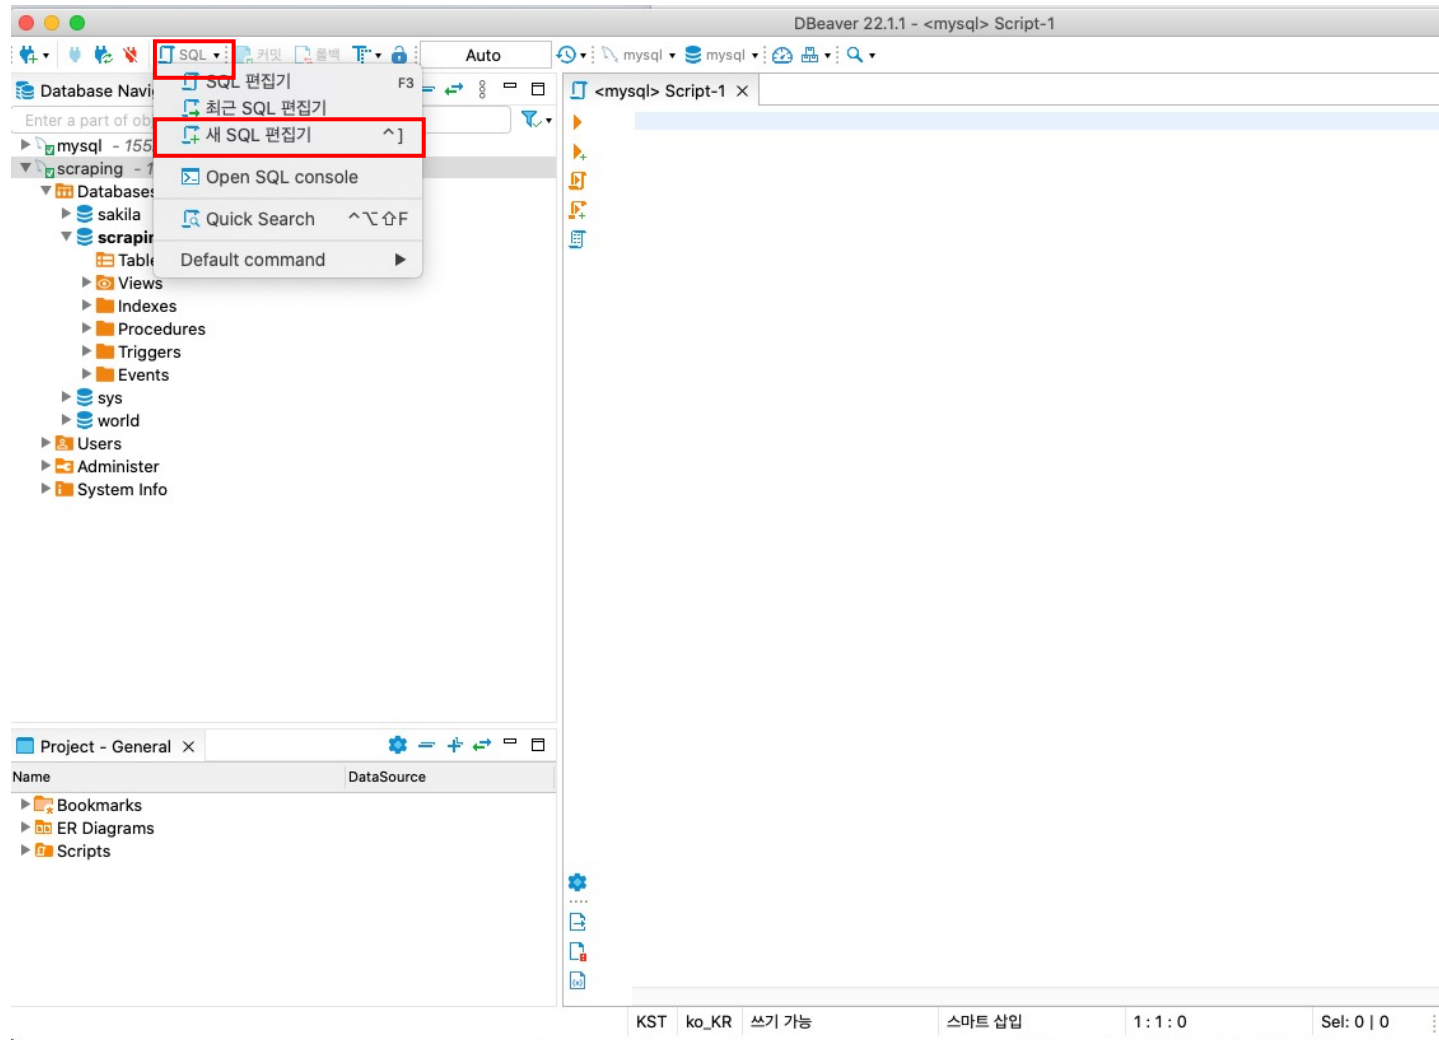 DBeaver 22.1.1 - <mysql> Script-1
SQL 커밋 롤백 Auto mysql mysql
Database Navi
Enter a part of ob
mysql - 155
scraping - 1
Databases
sakila
scrapin
Table
Views
Indexes
Procedures
Triggers
Events
sys
world
Users
Administer
System Info
SQL 편집기 F3
최근 SQL 편집기
새 SQL 편집기 ^]
Open SQL console
Quick Search ^⌥⇧F
Default command
<mysql> Script-1
Project - General
Name DataSource
Bookmarks
ER Diagrams
Scripts
KST ko_KR 쓰기 가능 스마트 삽입 1 : 1 : 0 Sel: 0 | 0